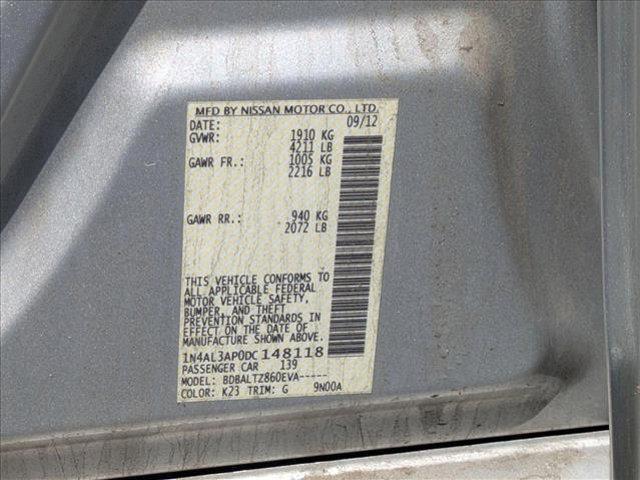 MFD BY NISSAN MOTOR CO., LTD.
DATE: 09/12
GVWR: 1910 KG
4211 LB
GAWR FR.: 1005 KG
2216 LB
GAWR RR.: 940 KG
2072 LB
THIS VEHICLE CONFORMS TO
ALL APPLICABLE FEDERAL
MOTOR VEHICLE SAFETY,
BUMPER, AND THEFT
PREVENTION STANDARDS IN
EFFECT ON THE DATE OF
MANUFACTURE SHOWN ABOVE.
1N4AL3AP0DC148118
PASSENGER CAR 139
MODEL: BDBALTZ860EVA-----
COLOR: K23 TRIM: G 9N00A